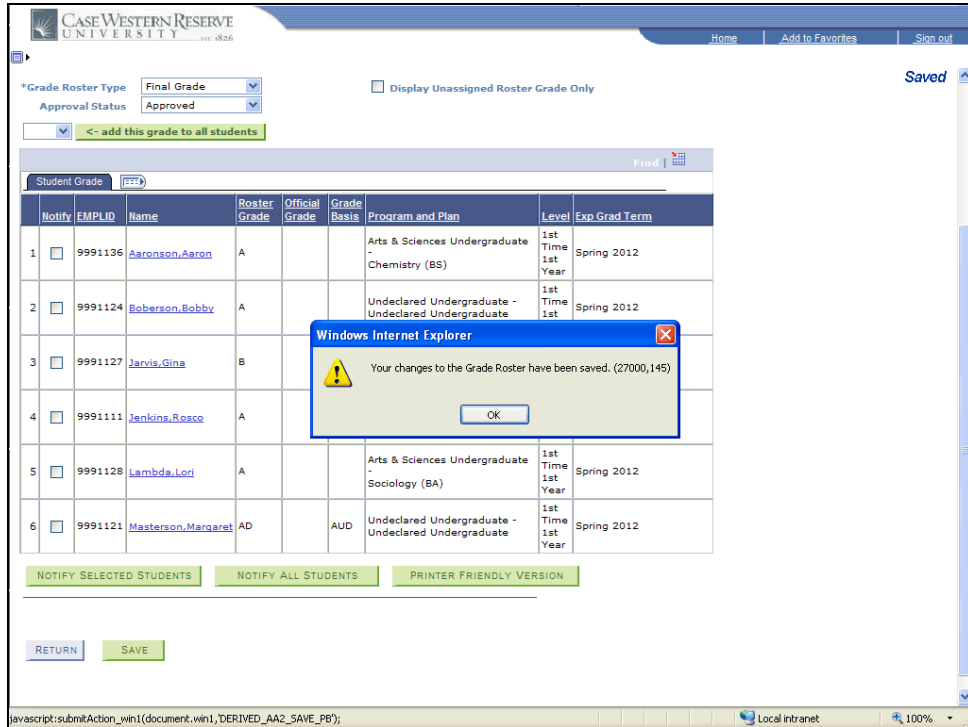 CASE WESTERN RESERVE
UNIVERSITY EST. 1826
Home Add to Favorites Sign out
Saved
*Grade Roster Type Final Grade Display Unassigned Roster Grade Only
Approval Status Approved
<- add this grade to all students
Find |
Student Grade
Notify EMPLID Name Roster Grade Official Grade Grade Basis Program and Plan Level Exp Grad Term
1 9991136 Aaronson,Aaron A Arts & Sciences Undergraduate - Chemistry (BS) 1st Time 1st Year Spring 2012
2 9991124 Boberson,Bobby A Undeclared Undergraduate - Undeclared Undergraduate 1st Time 1st Spring 2012
Windows Internet Explorer
Your changes to the Grade Roster have been saved. (27000,145)
OK
3 9991127 Jarvis,Gina B
4 9991111 Jenkins,Rosco A
5 9991128 Lambda,Lori A Arts & Sciences Undergraduate - Sociology (BA) 1st Time 1st Year Spring 2012
6 9991121 Masterson,Margaret AD AUD Undeclared Undergraduate - Undeclared Undergraduate 1st Time 1st Year Spring 2012
NOTIFY SELECTED STUDENTS NOTIFY ALL STUDENTS PRINTER FRIENDLY VERSION
RETURN SAVE
javascript:submitAction_win1(document.win1,'DERIVED_AA2_SAVE_PB'); Local intranet 100%